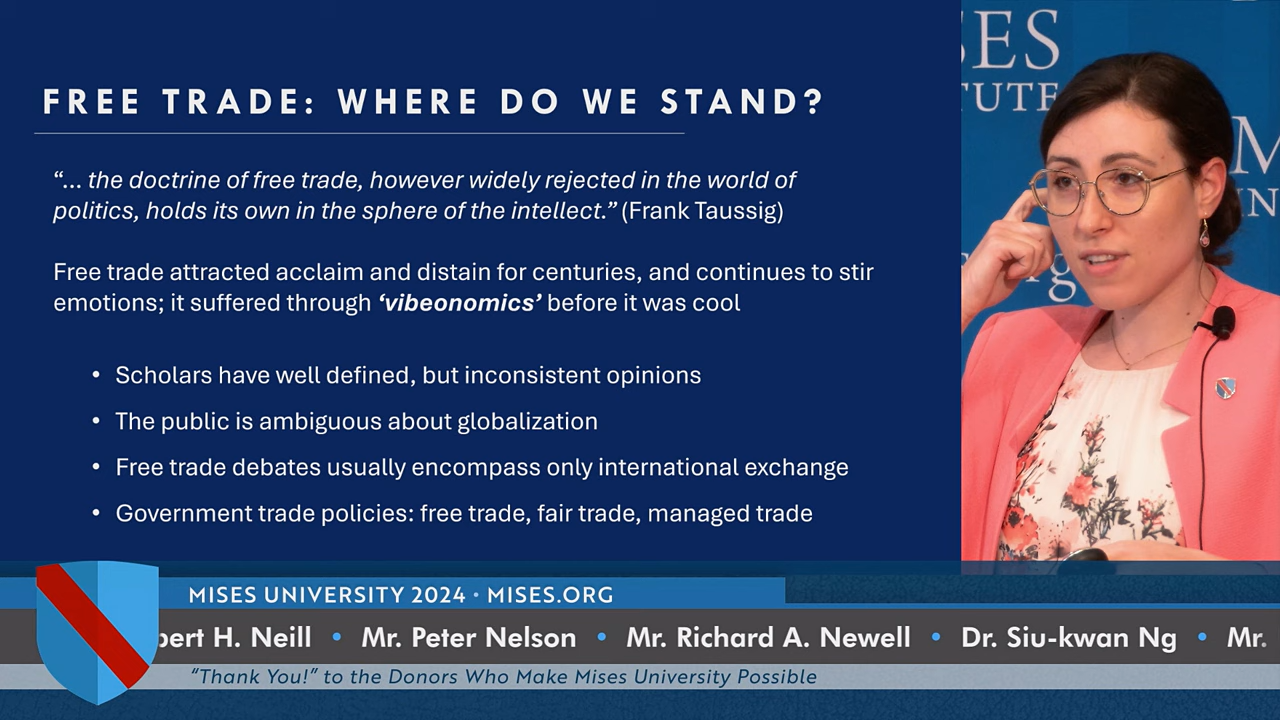 FREE TRADE: WHERE DO WE STAND?
“... the doctrine of free trade, however widely rejected in the world of
politics, holds its own in the sphere of the intellect.” (Frank Taussig)
Free trade attracted acclaim and distain for centuries, and continues to stir
emotions; it suffered through ‘vibeonomics’ before it was cool
• Scholars have well defined, but inconsistent opinions
• The public is ambiguous about globalization
• Free trade debates usually encompass only international exchange
• Government trade policies: free trade, fair trade, managed trade
SES
TUTE
M
IN
g
MISES UNIVERSITY 2024 • MISES.ORG
bert H. Neill • Mr. Peter Nelson • Mr. Richard A. Newell • Dr. Siu-kwan Ng • Mr.
“Thank You!” to the Donors Who Make Mises University Possible